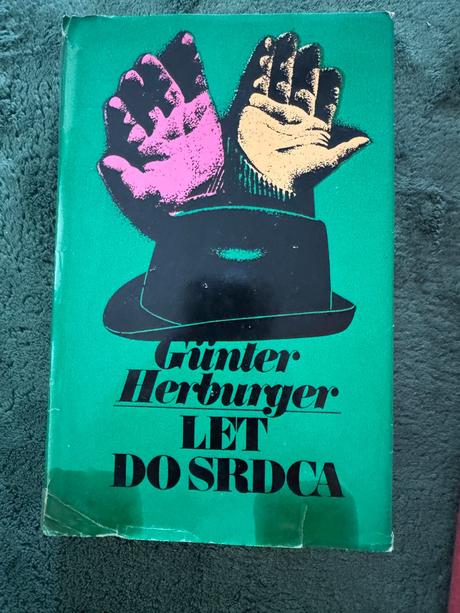 Günter
Herburger
LET
DO SRDCA